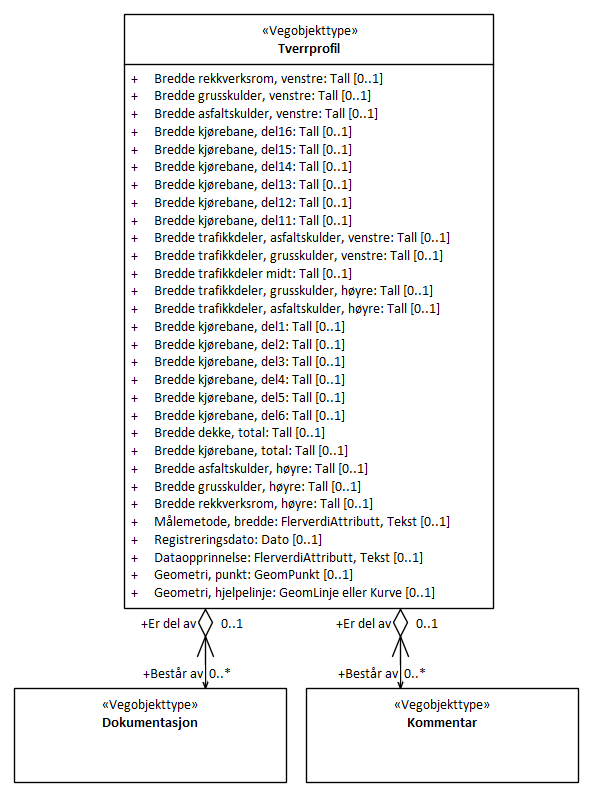 «Vegobjekttype»
Tverrprofil
+ Bredde rekkverksrom, venstre: Tall [0..1]
+ Bredde grusskulder, venstre: Tall [0..1]
+ Bredde asfaltskulder, venstre: Tall [0..1]
+ Bredde kjørebane, del16: Tall [0..1]
+ Bredde kjørebane, del15: Tall [0..1]
+ Bredde kjørebane, del14: Tall [0..1]
+ Bredde kjørebane, del13: Tall [0..1]
+ Bredde kjørebane, del12: Tall [0..1]
+ Bredde kjørebane, del11: Tall [0..1]
+ Bredde trafikkdeler, asfaltskulder, venstre: Tall [0..1]
+ Bredde trafikkdeler, grusskulder, venstre: Tall [0..1]
+ Bredde trafikkdeler midt: Tall [0..1]
+ Bredde trafikkdeler, grusskulder, høyre: Tall [0..1]
+ Bredde trafikkdeler, asfaltskulder, høyre: Tall [0..1]
+ Bredde kjørebane, del1: Tall [0..1]
+ Bredde kjørebane, del2: Tall [0..1]
+ Bredde kjørebane, del3: Tall [0..1]
+ Bredde kjørebane, del4: Tall [0..1]
+ Bredde kjørebane, del5: Tall [0..1]
+ Bredde kjørebane, del6: Tall [0..1]
+ Bredde dekke, total: Tall [0..1]
+ Bredde kjørebane, total: Tall [0..1]
+ Bredde asfaltskulder, høyre: Tall [0..1]
+ Bredde grusskulder, høyre: Tall [0..1]
+ Bredde rekkverksrom, høyre: Tall [0..1]
+ Målemetode, bredde: FlerverdiAttributt, Tekst [0..1]
+ Registreringsdato: Dato [0..1]
+ Dataopprinnelse: FlerverdiAttributt, Tekst [0..1]
+ Geometri, punkt: GeomPunkt [0..1]
+ Geometri, hjelpelinje: GeomLinje eller Kurve [0..1]
+Er del av 0..1
+Består av 0..*
«Vegobjekttype»
Dokumentasjon
+Er del av 0..1
+Består av 0..*
«Vegobjekttype»
Kommentar